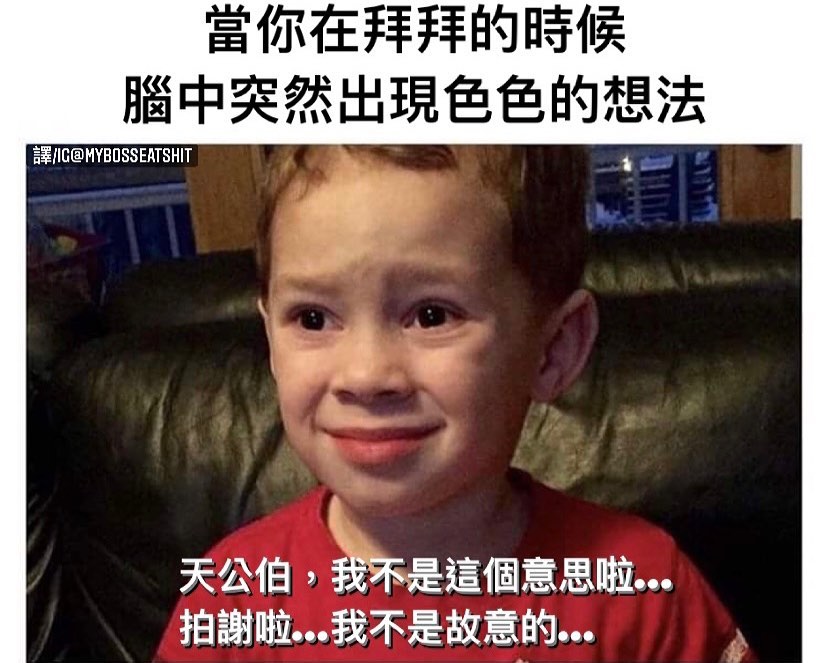 當你在拜拜的時候
腦中突然出現色色的想法
譯/IG@MYBOSSEATSHIT
天公伯，我不是這個意思啦...
拍謝啦...我不是故意的...